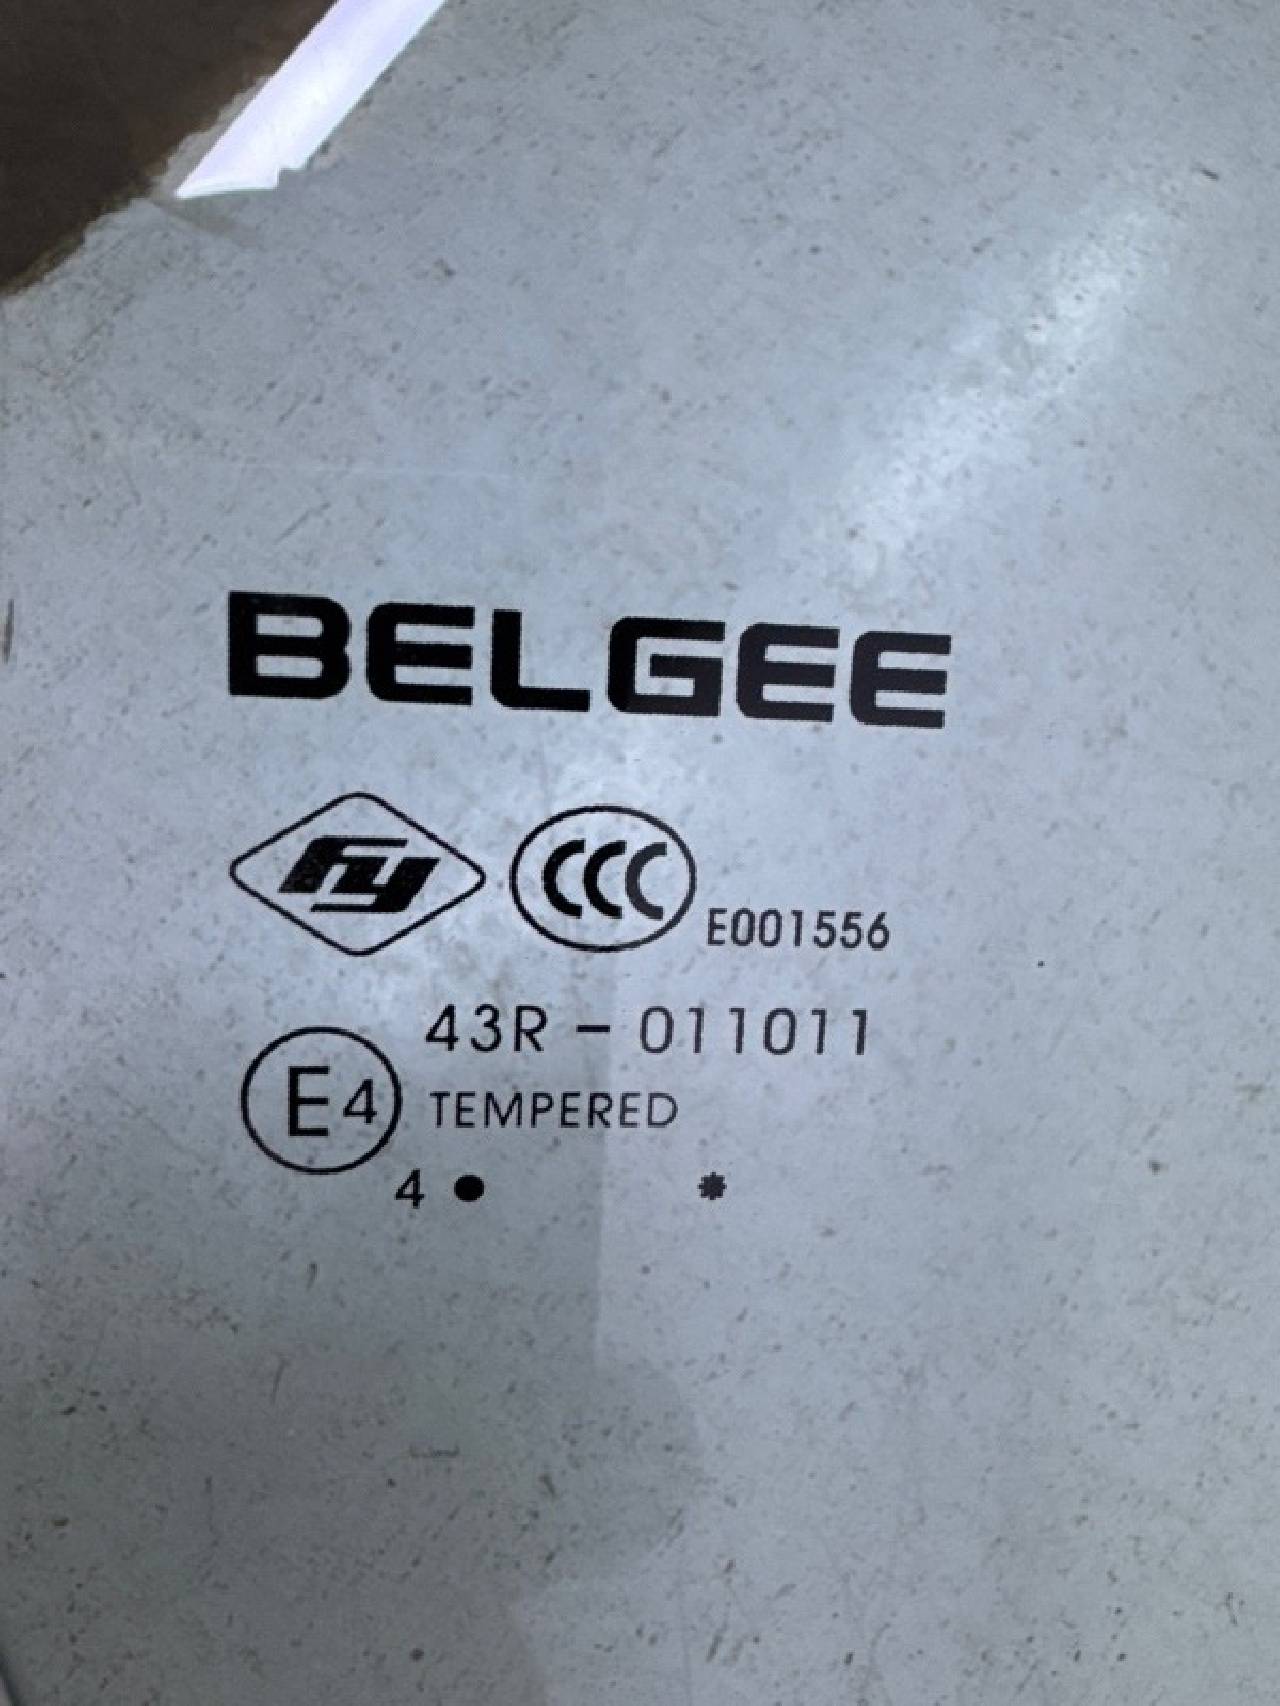 BELGEE
fy CCC E001556
43R - 011011
E4 TEMPERED
4 ● *